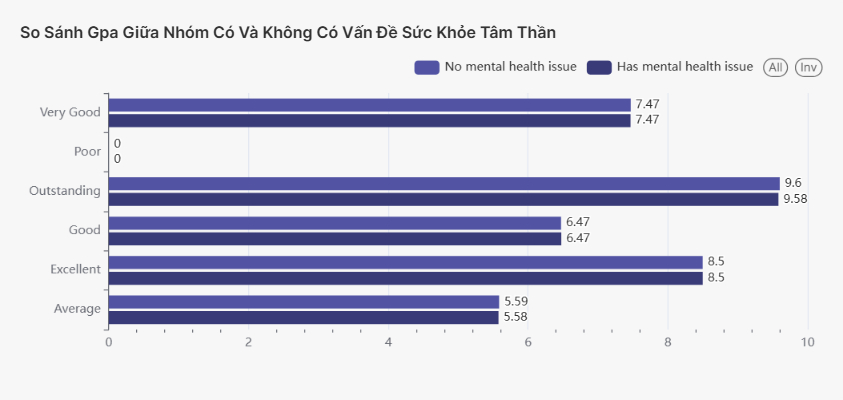 So Sánh Gpa Giữa Nhóm Có Và Không Có Vấn Đề Sức Khỏe Tâm Thần
No mental health issue Has mental health issue All Inv
Very Good 7.47
7.47
Poor 0
0
Outstanding 9.6
9.58
Good 6.47
6.47
Excellent 8.5
8.5
Average 5.59
5.58
0 2 4 6 8 10